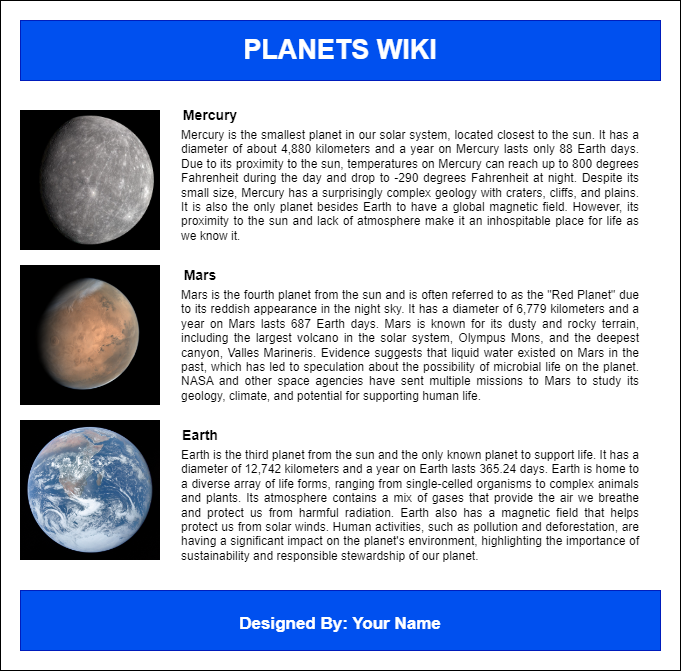 PLANETS WIKI
Mercury
Mercury is the smallest planet in our solar system, located closest to the sun. It has a
diameter of about 4,880 kilometers and a year on Mercury lasts only 88 Earth days.
Due to its proximity to the sun, temperatures on Mercury can reach up to 800 degrees
Fahrenheit during the day and drop to -290 degrees Fahrenheit at night. Despite its
small size, Mercury has a surprisingly complex geology with craters, cliffs, and plains.
It is also the only planet besides Earth to have a global magnetic field. However, its
proximity to the sun and lack of atmosphere make it an inhospitable place for life as
we know it.
Mars
Mars is the fourth planet from the sun and is often referred to as the "Red Planet" due
to its reddish appearance in the night sky. It has a diameter of 6,779 kilometers and a
year on Mars lasts 687 Earth days. Mars is known for its dusty and rocky terrain,
including the largest volcano in the solar system, Olympus Mons, and the deepest
canyon, Valles Marineris. Evidence suggests that liquid water existed on Mars in the
past, which has led to speculation about the possibility of microbial life on the planet.
NASA and other space agencies have sent multiple missions to Mars to study its
geology, climate, and potential for supporting human life.
Earth
Earth is the third planet from the sun and the only known planet to support life. It has a
diameter of 12,742 kilometers and a year on Earth lasts 365.24 days. Earth is home to
a diverse array of life forms, ranging from single-celled organisms to complex animals
and plants. Its atmosphere contains a mix of gases that provide the air we breathe
and protect us from harmful radiation. Earth also has a magnetic field that helps
protect us from solar winds. Human activities, such as pollution and deforestation, are
having a significant impact on the planet's environment, highlighting the importance of
sustainability and responsible stewardship of our planet.
Designed By: Your Name